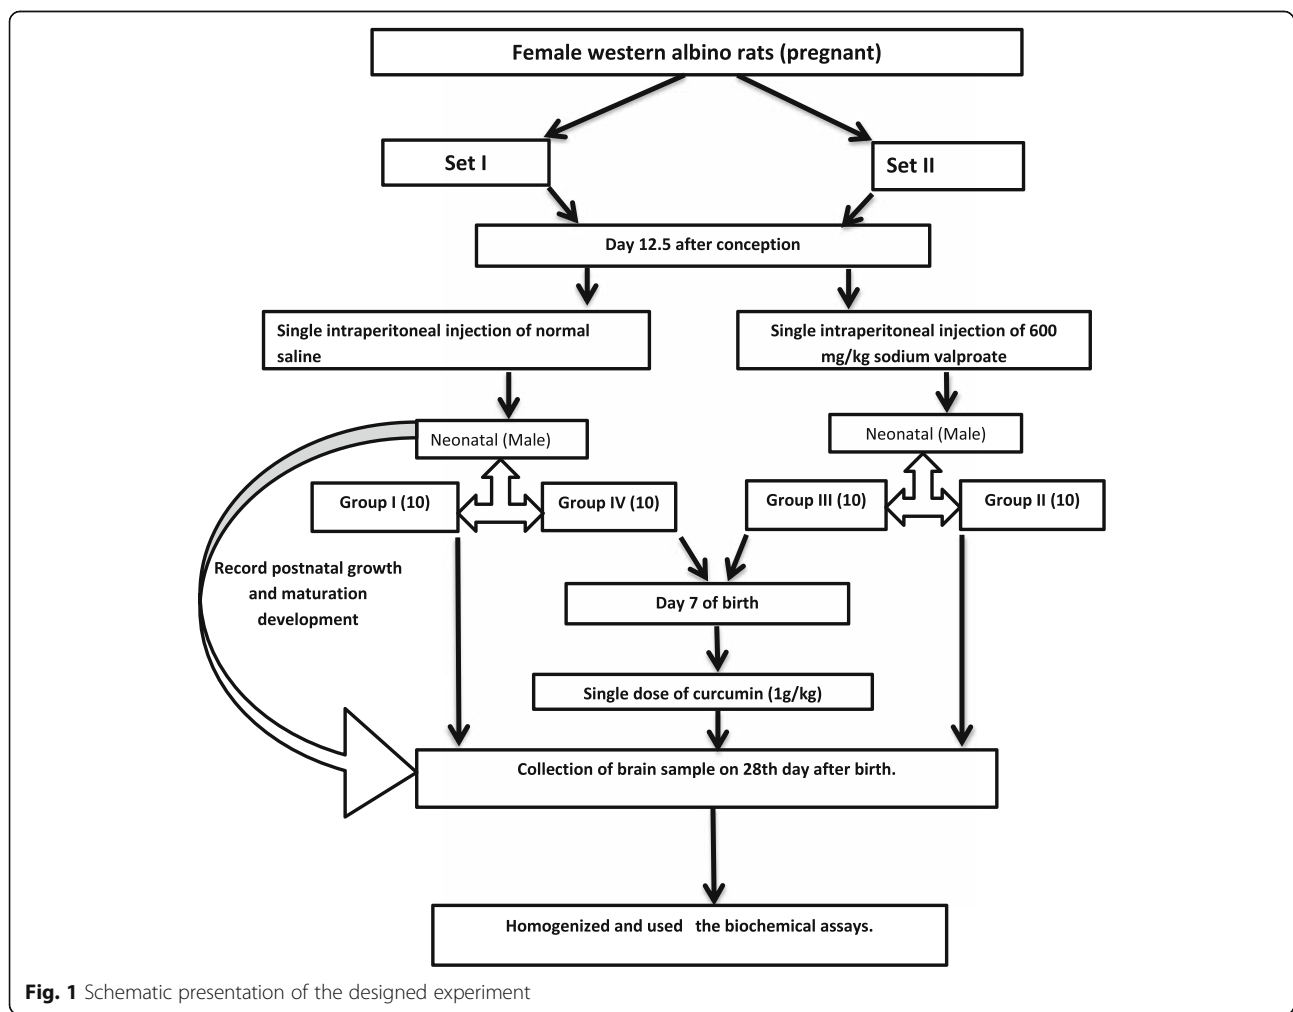 Female western albino rats (pregnant)
Set I
Set II
Day 12.5 after conception
Single intraperitoneal injection of normal
saline
Single intraperitoneal injection of 600
mg/kg sodium valproate
Neonatal (Male)
Neonatal (Male)
Group I (10)
Group IV (10)
Group III (10)
Group II (10)
Record postnatal growth
and maturation
development
Day 7 of birth
Single dose of curcumin (1g/kg)
Collection of brain sample on 28th day after birth.
Homogenized and used the biochemical assays.
Fig. 1 Schematic presentation of the designed experiment